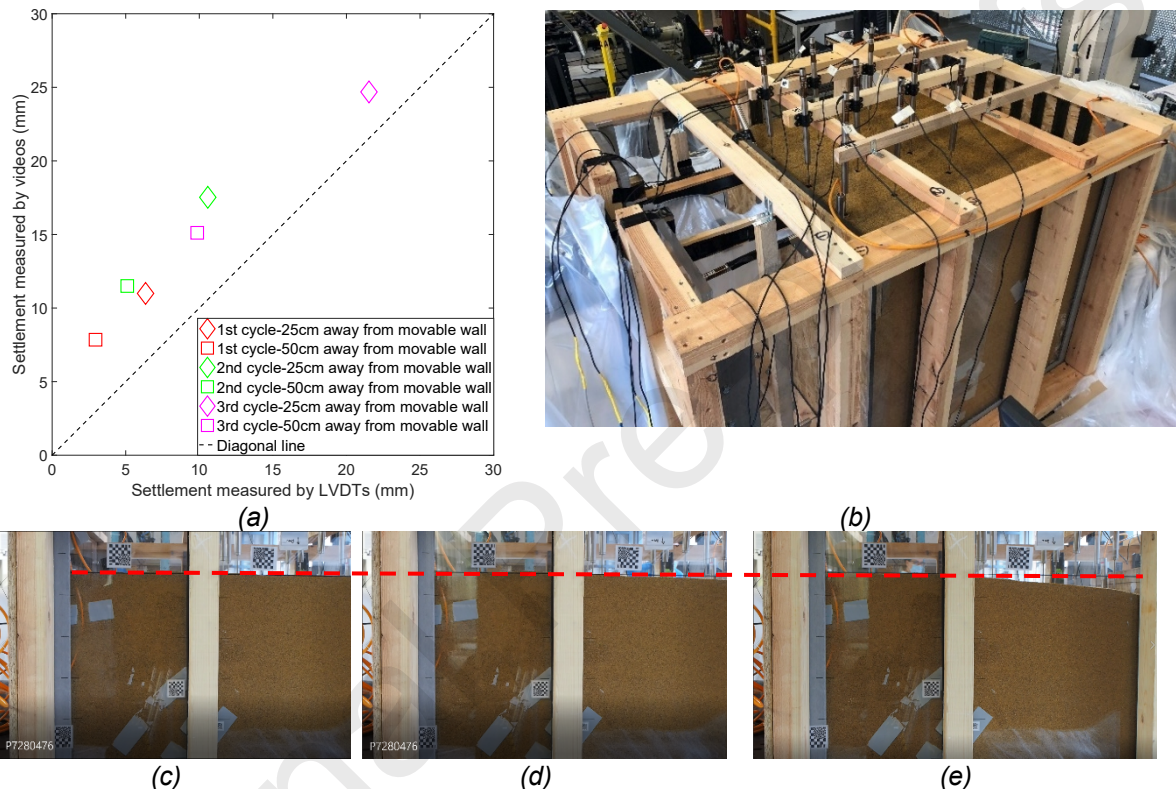 30
25
20
15
10
5
0
0
5
10
15
20
25
30
Settlement measured by videos (mm)
Settlement measured by LVDTs (mm)
1st cycle-25cm away from movable wall
1st cycle-50cm away from movable wall
2nd cycle-25cm away from movable wall
2nd cycle-50cm away from movable wall
3rd cycle-25cm away from movable wall
3rd cycle-50cm away from movable wall
Diagonal line
(a)
(b)
P7280476
P7280476
(c)
(d)
(e)